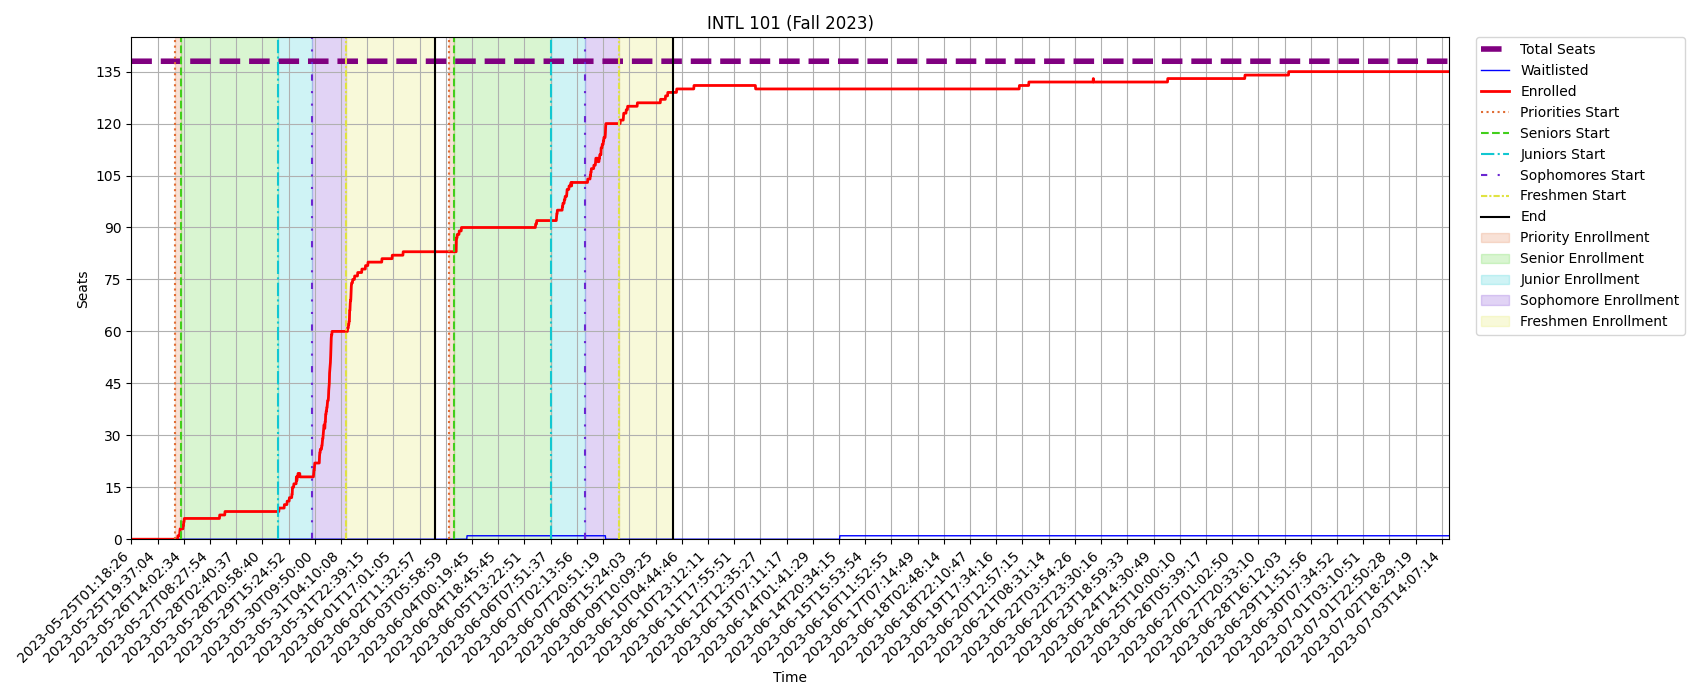 INTL 101 (Fall 2023)
Total Seats
Waitlisted
Enrolled
Priorities Start
Seniors Start
Juniors Start
Sophomores Start
Freshmen Start
End
Priority Enrollment
Senior Enrollment
Junior Enrollment
Sophomore Enrollment
Freshmen Enrollment
Seats
135
120
105
90
75
60
45
30
15
0
2023-05-25T01:18:26
2023-05-25T19:37:04
2023-05-26T14:02:34
2023-05-27T08:27:54
2023-05-28T02:40:37
2023-05-28T20:58:40
2023-05-29T15:24:52
2023-05-30T09:50:00
2023-05-31T04:10:08
2023-05-31T22:39:15
2023-06-01T17:01:05
2023-06-02T11:32:57
2023-06-03T05:58:59
2023-06-04T00:19:45
2023-06-04T18:45:45
2023-06-05T13:22:51
2023-06-06T07:51:37
2023-06-07T02:13:56
2023-06-07T20:51:19
2023-06-08T15:24:03
2023-06-09T10:09:25
2023-06-10T04:44:46
2023-06-10T23:12:11
2023-06-11T17:55:51
2023-06-12T12:35:27
2023-06-13T07:11:17
2023-06-14T01:41:29
2023-06-14T20:34:15
2023-06-15T15:53:54
2023-06-16T11:52:55
2023-06-17T07:14:49
2023-06-18T02:48:14
2023-06-18T22:10:47
2023-06-19T17:34:16
2023-06-20T12:57:15
2023-06-21T08:31:14
2023-06-22T03:54:26
2023-06-22T23:30:16
2023-06-23T18:59:33
2023-06-24T14:30:49
2023-06-25T10:00:10
2023-06-26T05:39:17
2023-06-27T01:02:50
2023-06-27T20:33:10
2023-06-28T16:12:03
2023-06-29T11:51:56
2023-06-30T07:34:52
2023-07-01T03:10:51
2023-07-01T22:50:28
2023-07-02T18:29:19
2023-07-03T14:07:14
Time